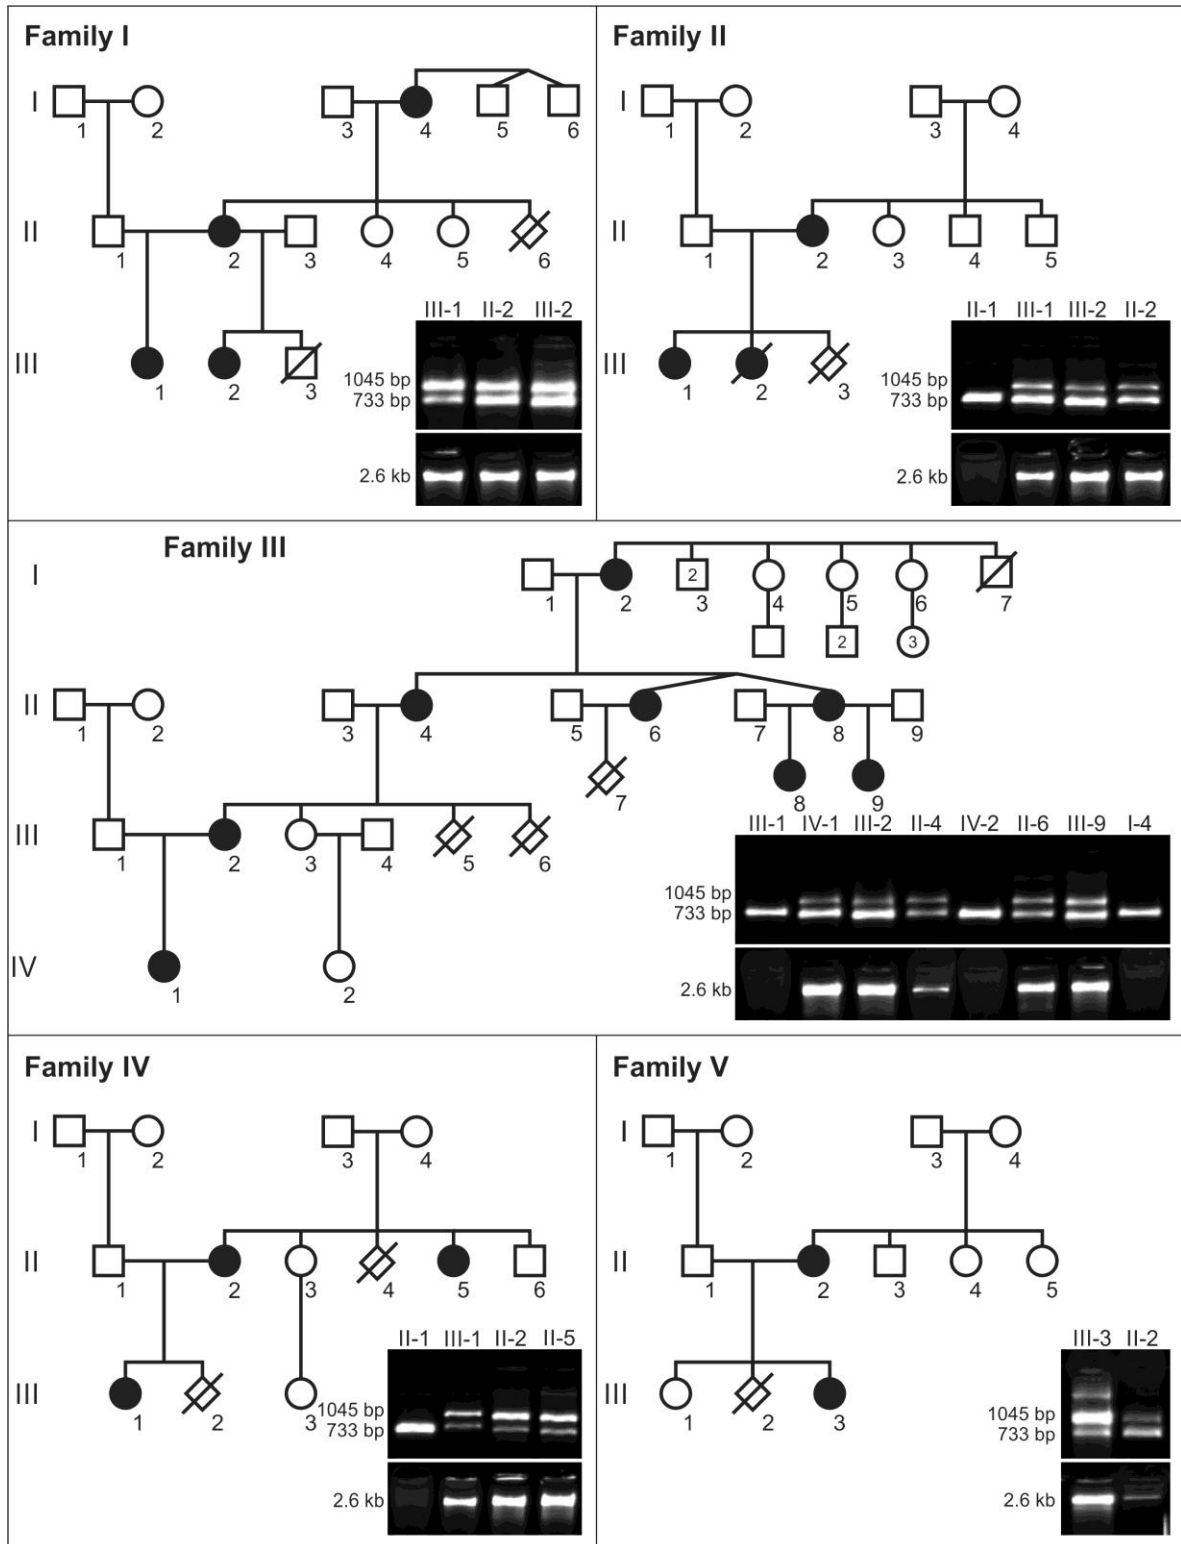 Family I
I
1 2 3 4 5 6
II
1 2 3 4 5 6
III
1 2 3
III-1 II-2 III-2
1045 bp
733 bp
2.6 kb
Family II
I
1 2 3 4
II
1 2 3 4 5
III
1 2 3
II-1 III-1 III-2 II-2
1045 bp
733 bp
2.6 kb
Family III
I
1 2 2 3 4 5 6 7
2 3
II
1 2 3 4 5 6 7 8 9
7 8 9
III
1 2 3 4 5 6
IV
1 2
III-1 IV-1 III-2 II-4 IV-2 II-6 III-9 I-4
1045 bp
733 bp
2.6 kb
Family IV
I
1 2 3 4
II
1 2 3 4 5 6
III
1 2 3
II-1 III-1 II-2 II-5
1045 bp
733 bp
2.6 kb
Family V
I
1 2 3 4
II
1 2 3 4 5
III
1 2 3
III-3 II-2
1045 bp
733 bp
2.6 kb